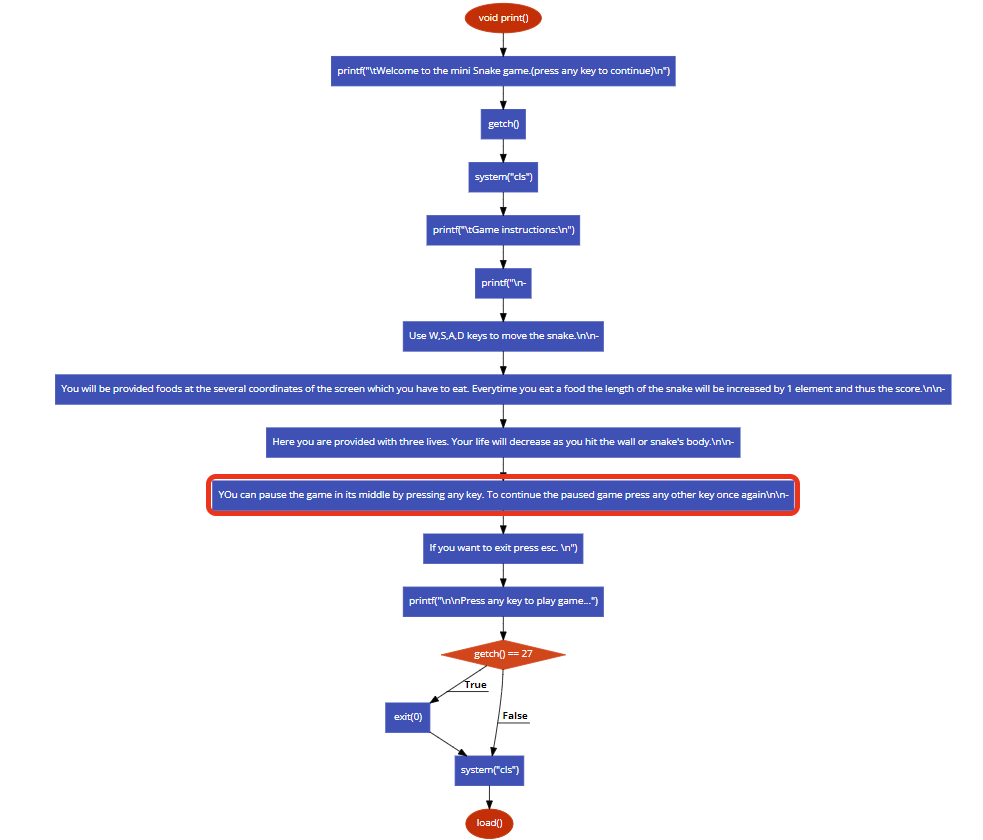 void print()
printf("\tWelcome to the mini Snake game.(press any key to continue)\n")
getch()
system("cls")
printf("\tGame instructions:\n")
printf("\n-
Use W,S,A,D keys to move the snake.\n\n-
You will be provided foods at the several coordinates of the screen which you have to eat. Everytime you eat a food the length of the snake will be increased by 1 element and thus the score.\n\n-
Here you are provided with three lives. Your life will decrease as you hit the wall or snake's body.\n\n-
YOu can pause the game in its middle by pressing any key. To continue the paused game press any other key once again\n\n-
If you want to exit press esc. \n")
printf("\n\nPress any key to play game...")
getch() == 27
True
False
exit(0)
system("cls")
load()